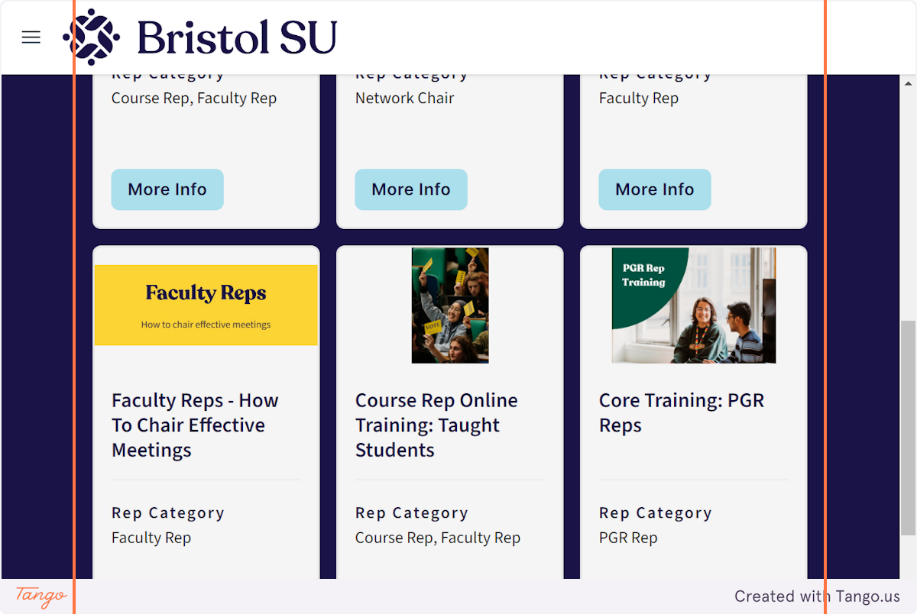 Bristol SU
Rep Category
Rep Category
Rep Category
Course Rep, Faculty Rep
Network Chair
Faculty Rep
More Info
More Info
More Info
Faculty Reps
How to chair effective meetings
VOTE
PGR Rep
Training
Faculty Reps - How
To Chair Effective
Meetings
Course Rep Online
Training: Taught
Students
Core Training: PGR
Reps
Rep Category
Faculty Rep
Rep Category
Course Rep, Faculty Rep
Rep Category
PGR Rep
Tango
Created with Tango.us